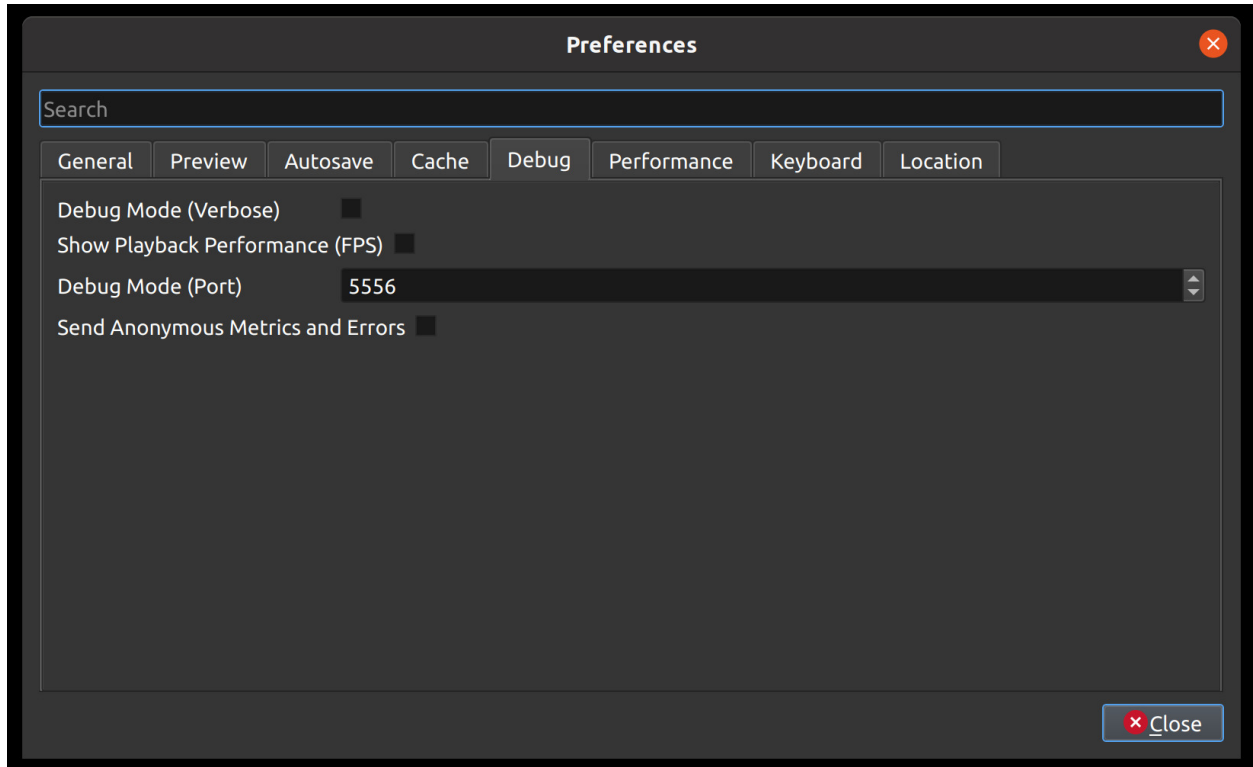 Preferences
Search
General Preview Autosave Cache Debug Performance Keyboard Location
Debug Mode (Verbose)
Show Playback Performance (FPS)
Debug Mode (Port) 5556
Send Anonymous Metrics and Errors
Close